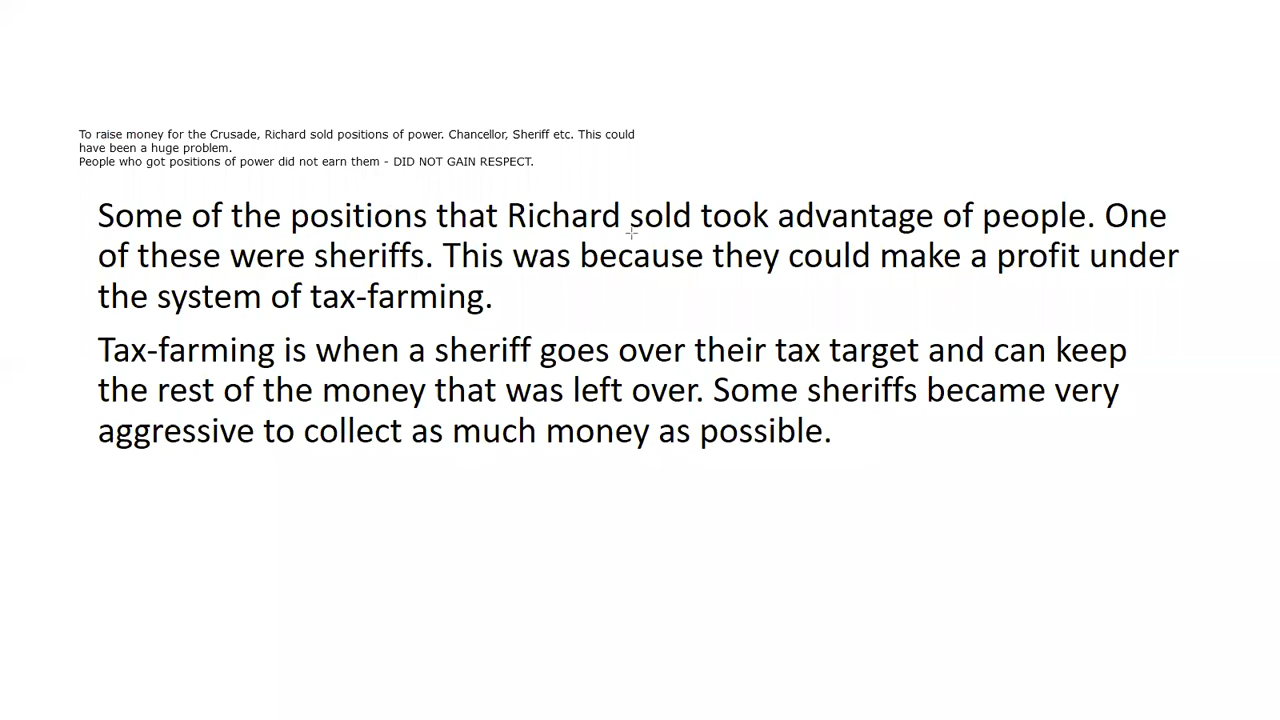 To raise money for the Crusade, Richard sold positions of power. Chancellor, Sheriff etc. This could
have been a huge problem.
People who got positions of power did not earn them - DID NOT GAIN RESPECT.
Some of the positions that Richard sold took advantage of people. One
of these were sheriffs. This was because they could make a profit under
the system of tax-farming.
Tax-farming is when a sheriff goes over their tax target and can keep
the rest of the money that was left over. Some sheriffs became very
aggressive to collect as much money as possible.